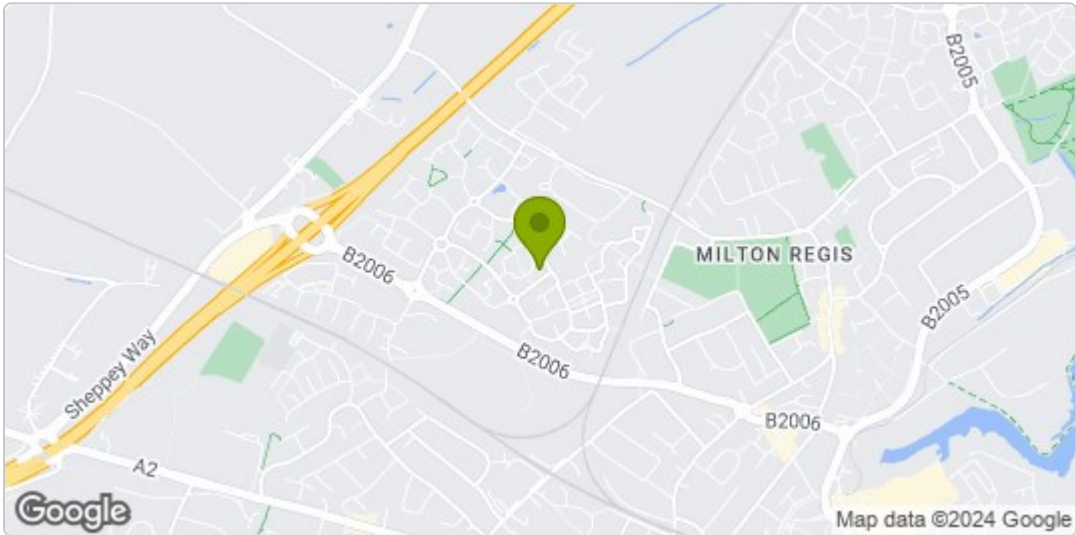 B2005
MILTON REGIS
B2006
B2005
Sheppey Way
B2006
B2006
A2
Google
Map data ©2024 Google